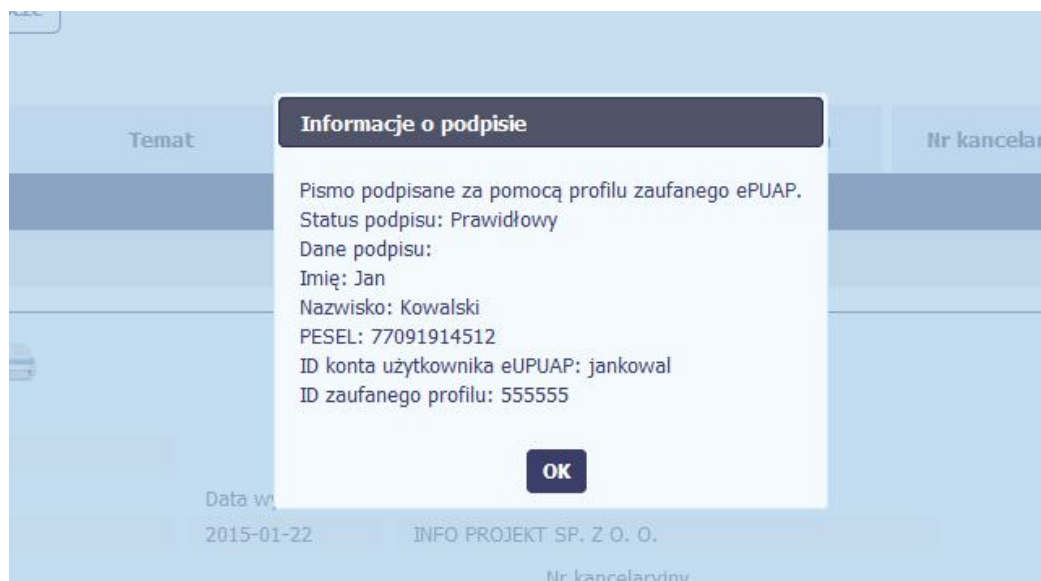 Temat
Nr kancelar
Informacje o podpisie
Pismo podpisane za pomocą profilu zaufanego ePUAP.
Status podpisu: Prawidłowy
Dane podpisu:
Imię: Jan
Nazwisko: Kowalski
PESEL: 77091914512
ID konta użytkownika eUPUAP: jankowal
ID zaufanego profilu: 555555
OK
Data wy
2015-01-22 INFO PROJEKT SP. Z O. O.
Nr kancelaryjny